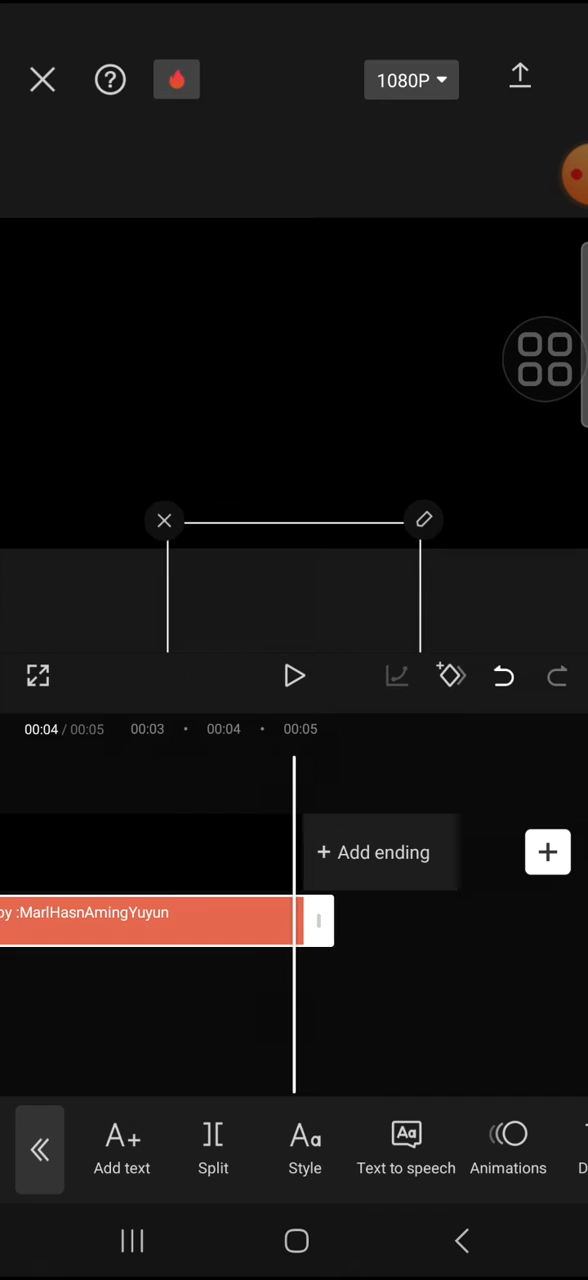 1080P
00:04 / 00:05 00:03 00:04 00:05
+ Add ending
by :MarlHasnAmingYuyun
Add text Split Style Text to speech Animations D